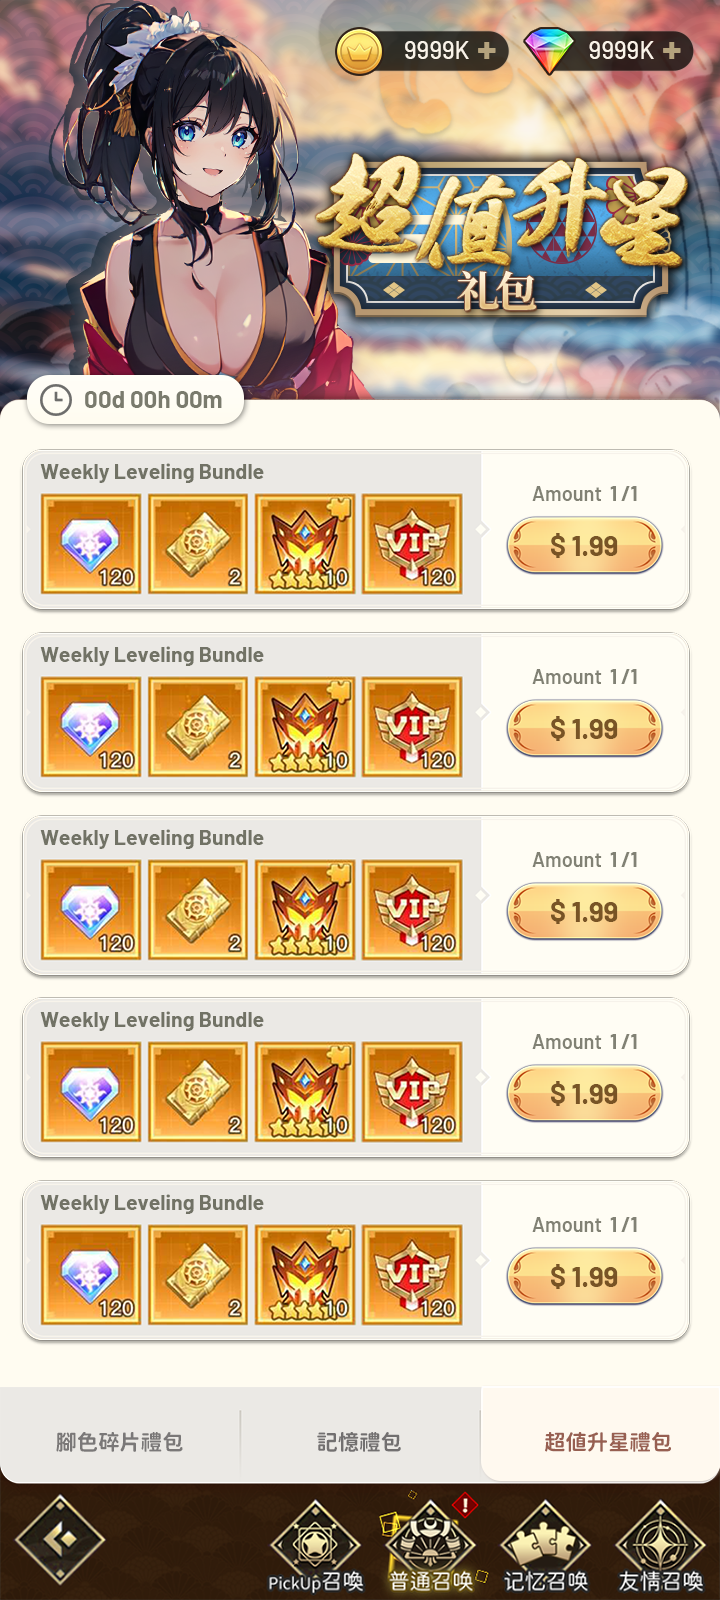 9999K
9999K
超值升星
礼包
00d 00h 00m
Weekly Leveling Bundle
120
2
10
VIP
120
Amount 1/1
$ 1.99
Weekly Leveling Bundle
120
2
10
VIP
120
Amount 1/1
$ 1.99
Weekly Leveling Bundle
120
2
10
VIP
120
Amount 1/1
$ 1.99
Weekly Leveling Bundle
120
2
10
VIP
120
Amount 1/1
$ 1.99
Weekly Leveling Bundle
120
2
10
VIP
120
Amount 1/1
$ 1.99
腳色碎片禮包
記憶禮包
超值升星禮包
PickUp召喚
普通召喚
记忆召喚
友情召喚